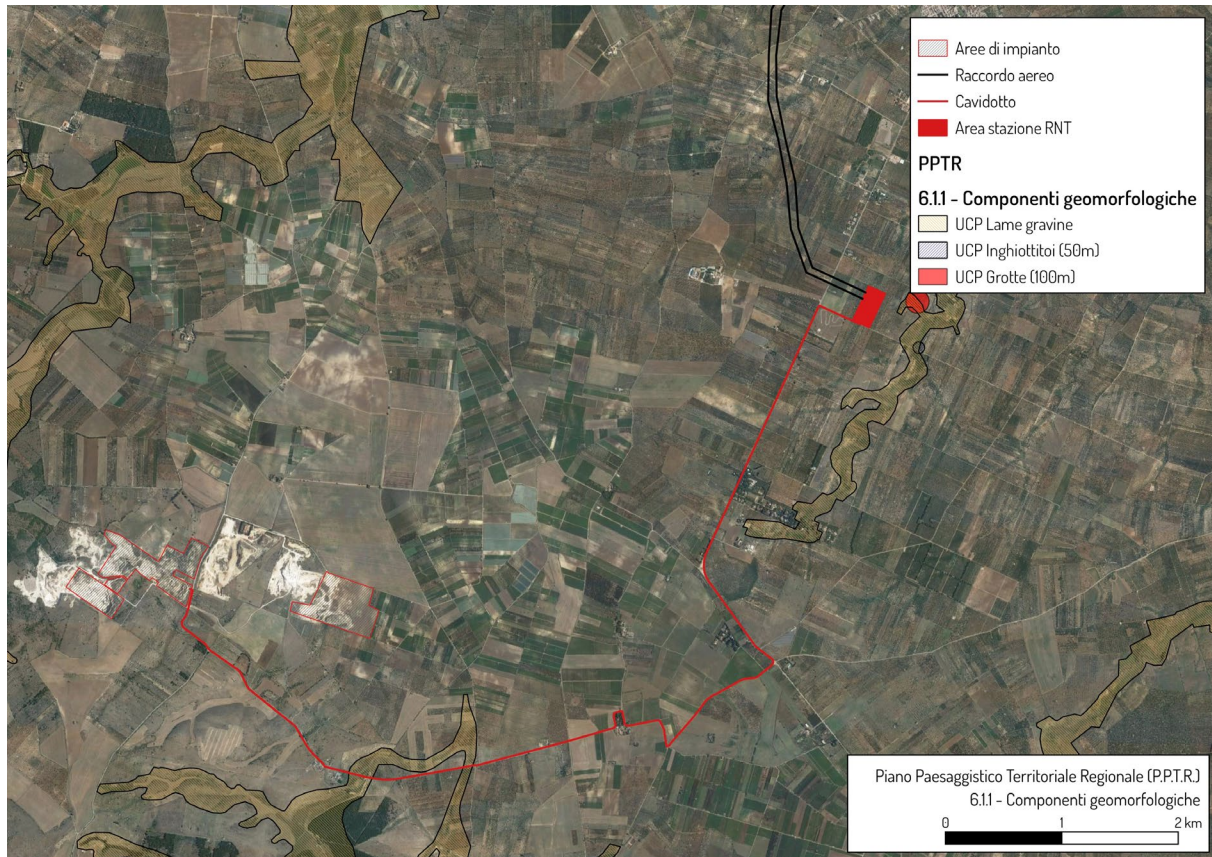 Aree di impianto
Raccordo aereo
Cavidotto
Area stazione RNT
PPTR
6.1.1 - Componenti geomorfologiche
UCP Lame gravine
UCP Inghiottitoi (50m)
UCP Grotte (100m)
Piano Paesaggistico Territoriale Regionale (P.P.T.R.)
6.1.1 - Componenti geomorfologiche
0 1 2 km